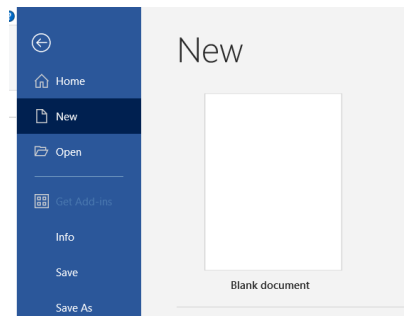 New
Home
New
Open
Get Add-ins
Info
Save
Save As
Blank document